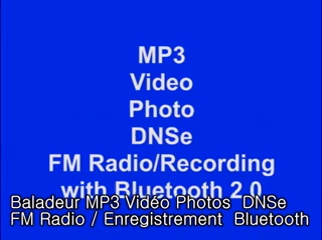 MP3
Video
Photo
DNSe
FM Radio/Recording
with Bluetooth 2.0
Baladeur MP3 Vidéo Photos DNSe
FM Radio / Enregistrement Bluetooth